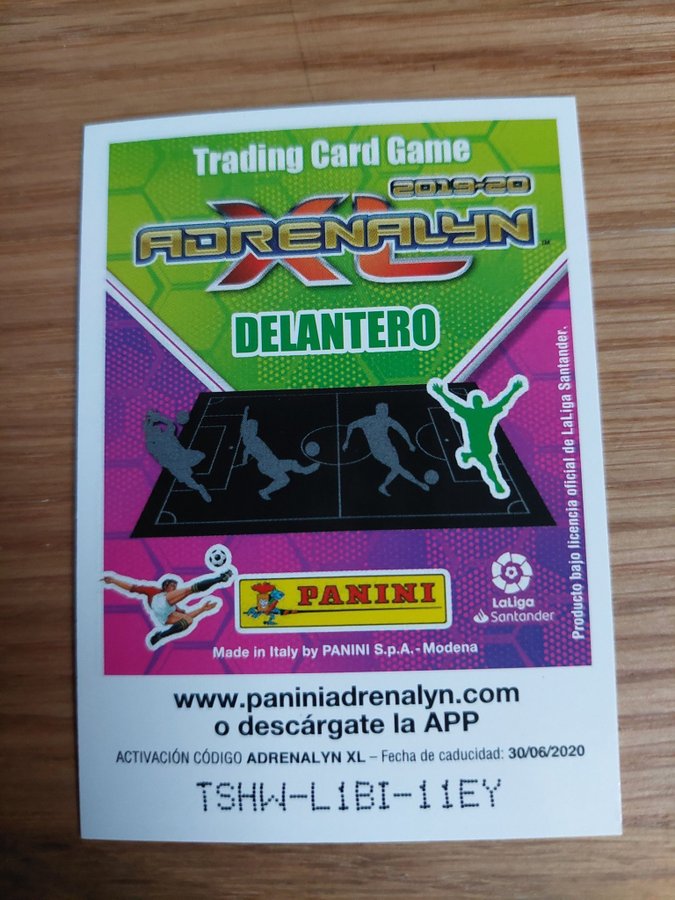 Trading Card Game
2019-20
ADRENALYN XL™
DELANTERO
Producto bajo licencia oficial de LaLiga Santander.
PANINI
LaLiga
Santander
Made in Italy by PANINI S.p.A. - Modena
www.paniniadrenalyn.com
o descárgate la APP
ACTIVACIÓN CÓDIGO ADRENALYN XL – Fecha de caducidad: 30/06/2020
TSHW-L1BI-11EY